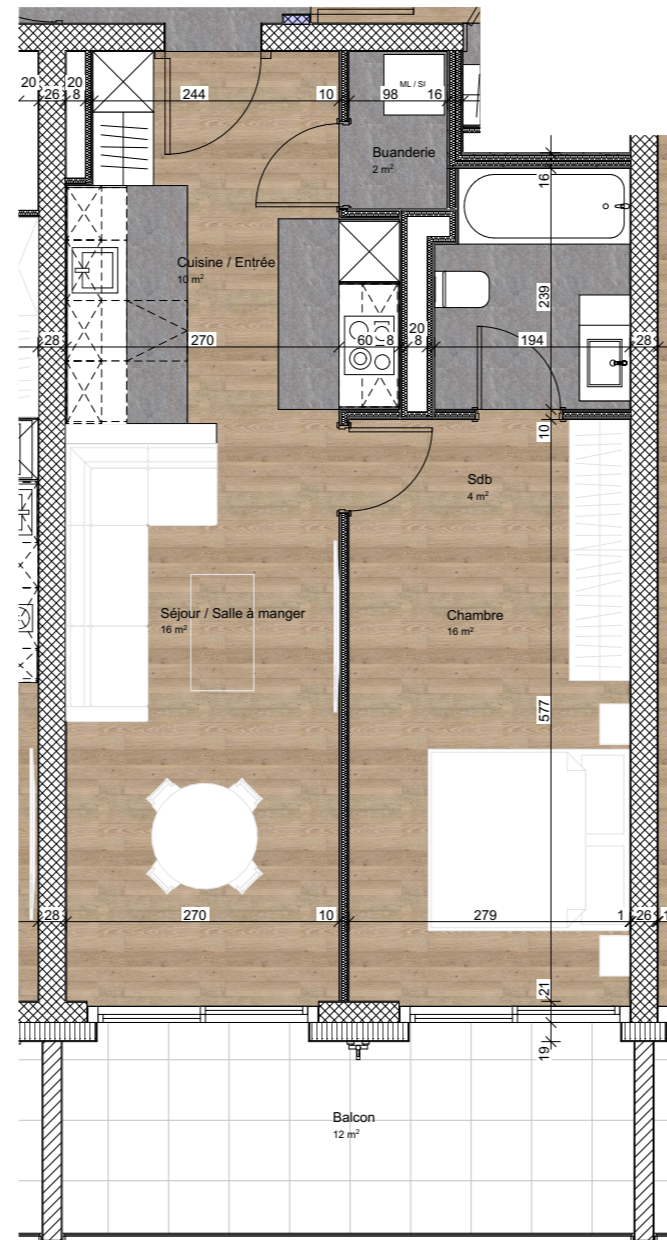 ML / SI
20
26
20
8
244
10
98
16
Buanderie
2 m²
16
Cuisine / Entrée
10 m²
239
28
270
60
8
20
8
194
28
10
Sdb
4 m²
Séjour / Salle à manger
16 m²
Chambre
16 m²
577
28
270
10
279
1
26
1
21
19
Balcon
12 m²